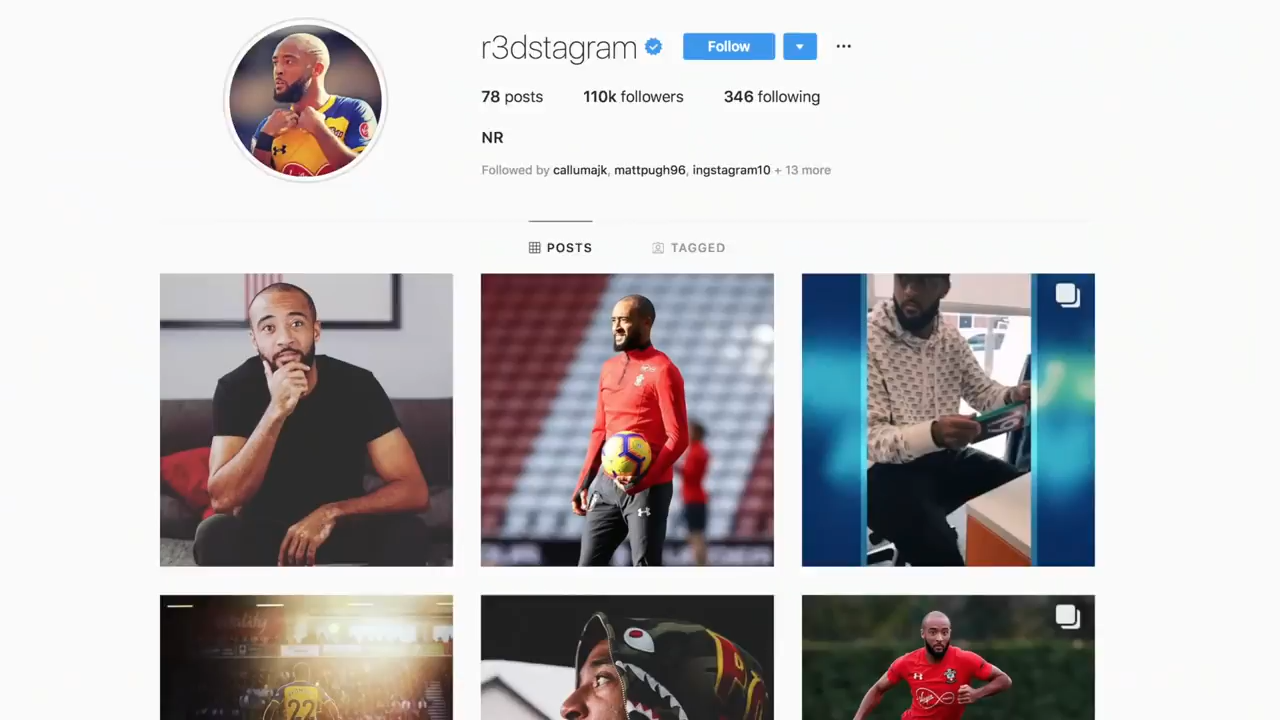 r3dstagram
Follow
78 posts
110k followers
346 following
NR
Followed by callumajk, mattpugh96, ingstagram10 + 13 more
POSTS
TAGGED
22